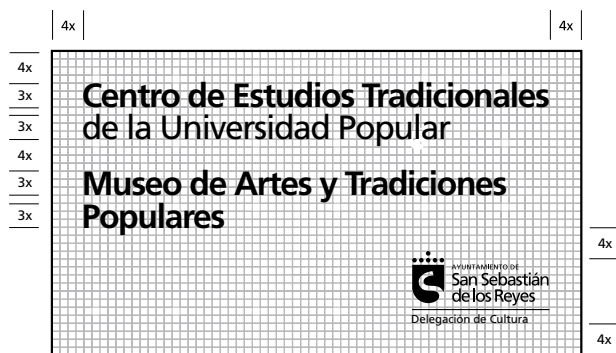 4x 4x
4x
3x
3x
4x
3x
3x
Centro de Estudios Tradicionales
de la Universidad Popular
Museo de Artes y Tradiciones
Populares
4x
AYUNTAMIENTO DE
San Sebastián
de los Reyes
Delegación de Cultura
4x